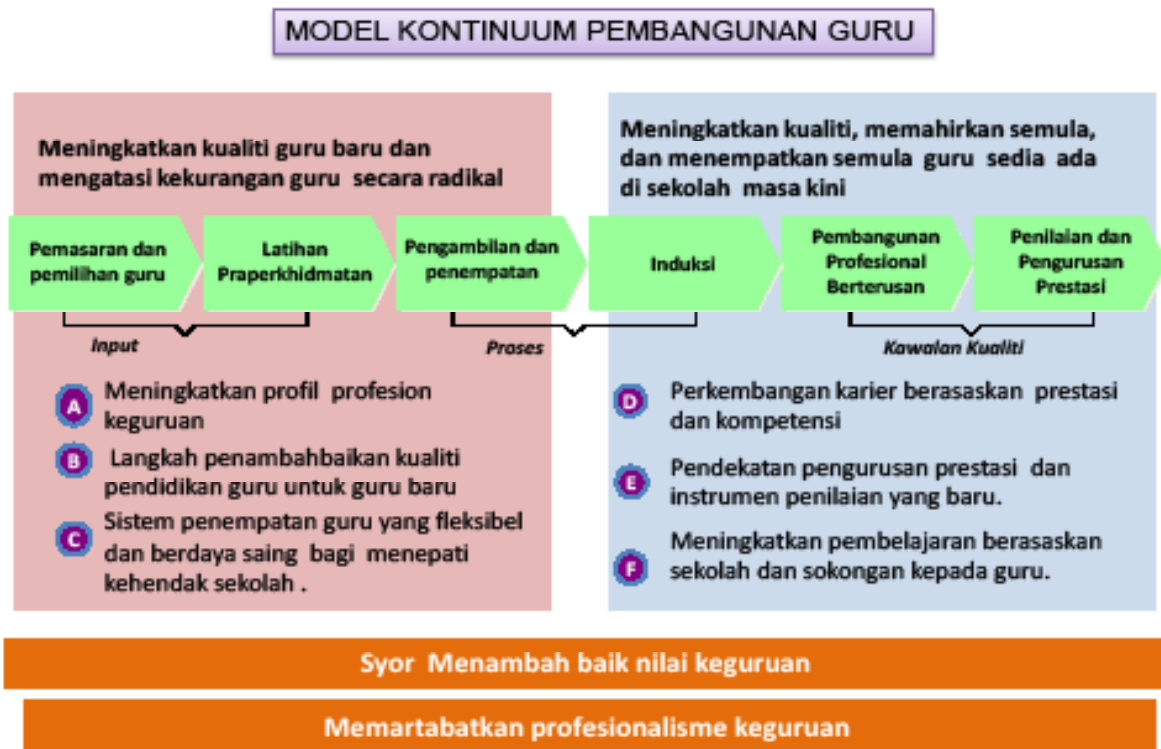 MODEL KONTINUUM PEMBANGUNAN GURU
Meningkatkan kualiti guru baru dan
mengatasi kekurangan guru secara radikal
Meningkatkan kualiti, memahirkan semula,
dan menempatkan semula guru sedia ada
di sekolah masa kini
Pemasaran dan
pemilihan guru
Latihan
Praperkhidmatan
Pengambilan dan
penempatan
Induksi
Pembangunan
Profesional
Berterusan
Penilaian dan
Pengurusan
Prestasi
Input
Proses
Kawalan Kualiti
A Meningkatkan profil profesion
keguruan
B Langkah penambahbaikan kualiti
pendidikan guru untuk guru baru
C Sistem penempatan guru yang fleksibel
dan berdaya saing bagi menepati
kehendak sekolah .
D Perkembangan karier berasaskan prestasi
dan kompetensi
E Pendekatan pengurusan prestasi dan
instrumen penilaian yang baru.
F Meningkatkan pembelajaran berasaskan
sekolah dan sokongan kepada guru.
Syor Menambah baik nilai keguruan
Memartabatkan profesionalisme keguruan